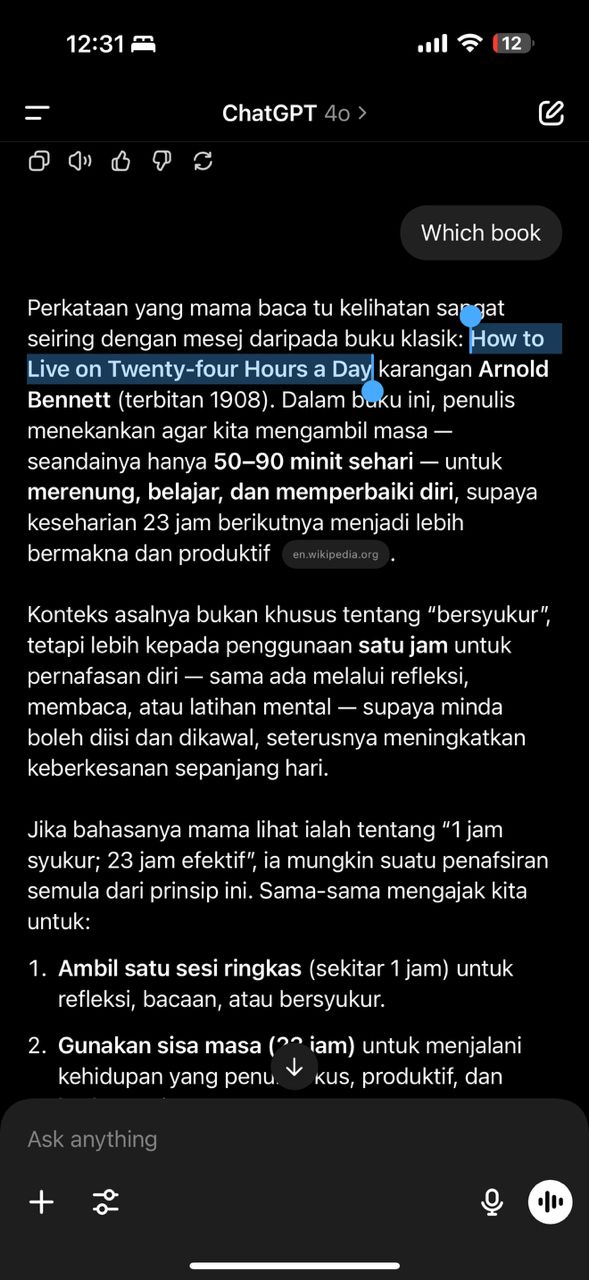 12:31
12
ChatGPT 4o >
Which book
Perkataan yang mama baca tu kelihatan sangat
seiring dengan mesej daripada buku klasik: How to
Live on Twenty-four Hours a Day karangan Arnold
Bennett (terbitan 1908). Dalam buku ini, penulis
menekankan agar kita mengambil masa —
seandainya hanya 50–90 minit sehari — untuk
merenung, belajar, dan memperbaiki diri, supaya
keseharian 23 jam berikutnya menjadi lebih
bermakna dan produktif en.wikipedia.org .
Konteks asalnya bukan khusus tentang “bersyukur”,
tetapi lebih kepada penggunaan satu jam untuk
pernafasan diri — sama ada melalui refleksi,
membaca, atau latihan mental — supaya minda
boleh diisi dan dikawal, seterusnya meningkatkan
keberkesanan sepanjang hari.
Jika bahasanya mama lihat ialah tentang “1 jam
syukur; 23 jam efektif”, ia mungkin suatu penafsiran
semula dari prinsip ini. Sama-sama mengajak kita
untuk:
1. Ambil satu sesi ringkas (sekitar 1 jam) untuk
refleksi, bacaan, atau bersyukur.
2. Gunakan sisa masa (23 jam) untuk menjalani
kehidupan yang produktif, dan
Ask anything